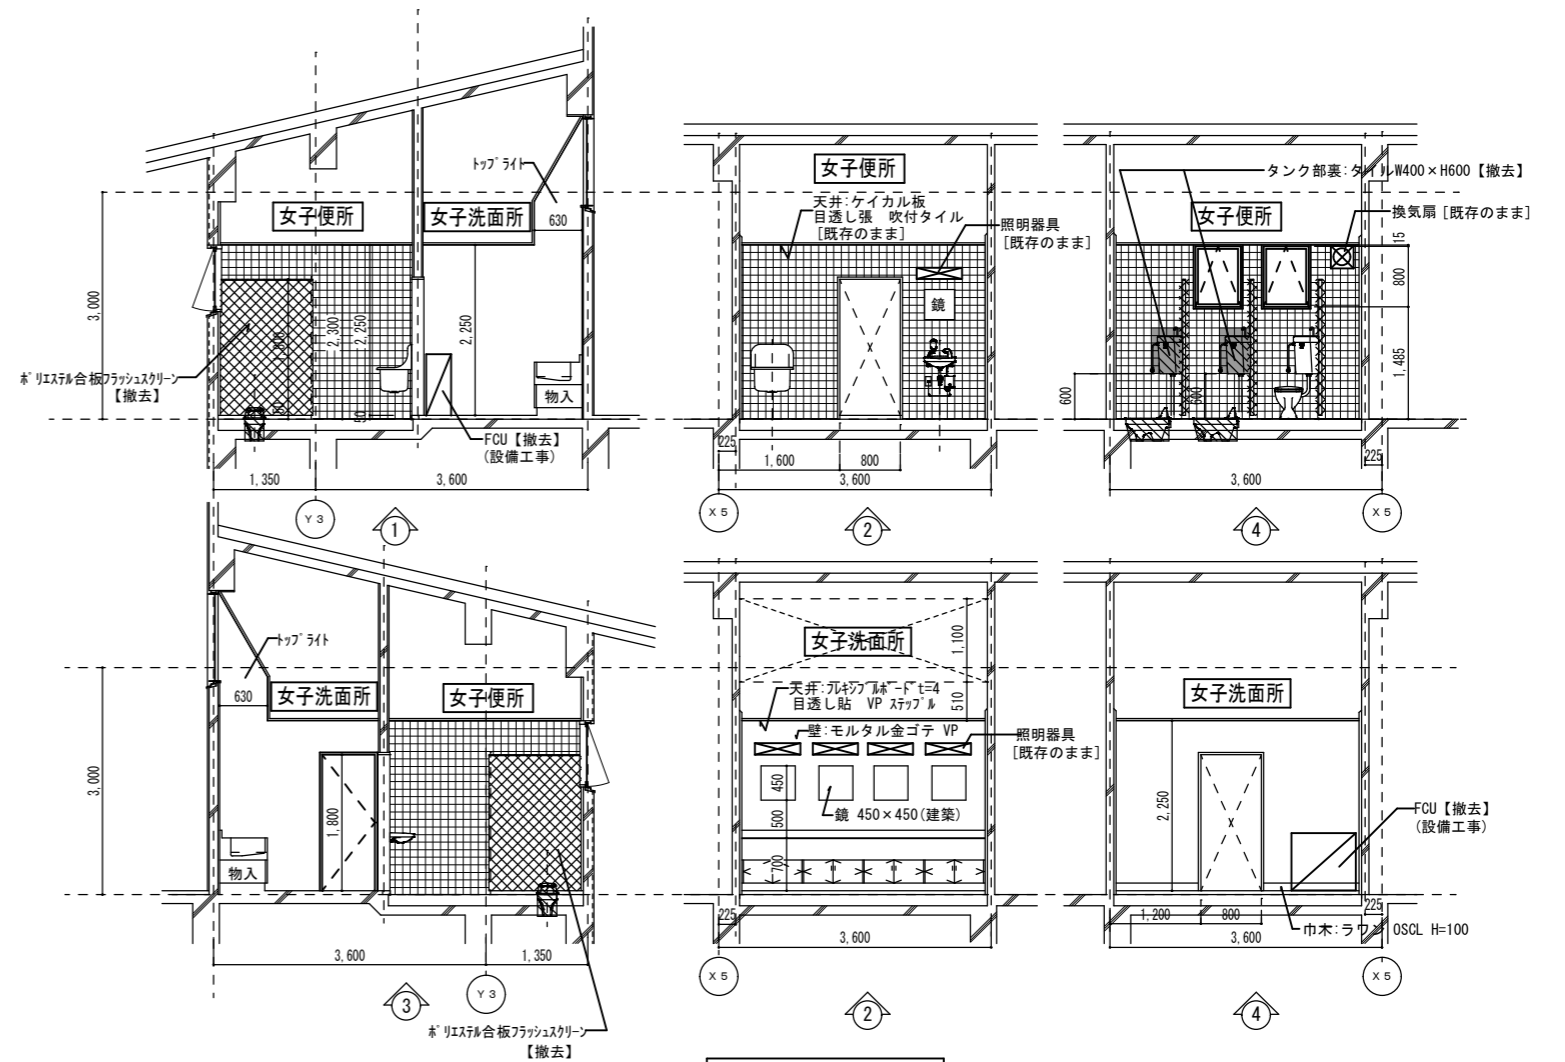 トップライト
女子便所
女子洗面所
630
3,000
2,300
2,250
2,250
50
ポリエステル合板フラッシュスクリーン
【撤去】
物入
FCU【撤去】
(設備工事)
1,350
3,600
Y3
1
女子便所
天井:ケイカル板
目透し張 吹付タイル
[既存のまま]
照明器具
[既存のまま]
鏡
225
1,600
800
3,600
X5
2
タンク部裏:タイルW400×H600【撤去】
女子便所
換気扇[既存のまま]
15
800
1,485
600
600
225
3,600
X5
4
トップライト
630
女子洗面所
女子便所
3,000
1,800
物入
3,600
1,350
Y3
3
ポリエステル合板フラッシュスクリーン
【撤去】
女子洗面所
1,100
510
天井:フレキシブルボード t=4
目透し貼 VP ステップル
壁:モルタル金ゴテ VP
照明器具
[既存のまま]
450
500
700
鏡 450×450(建築)
225
3,600
X5
2
女子洗面所
2,250
FCU【撤去】
(設備工事)
1,200
800
225
3,600
巾木:ラワン OSCL H=100
X5
4